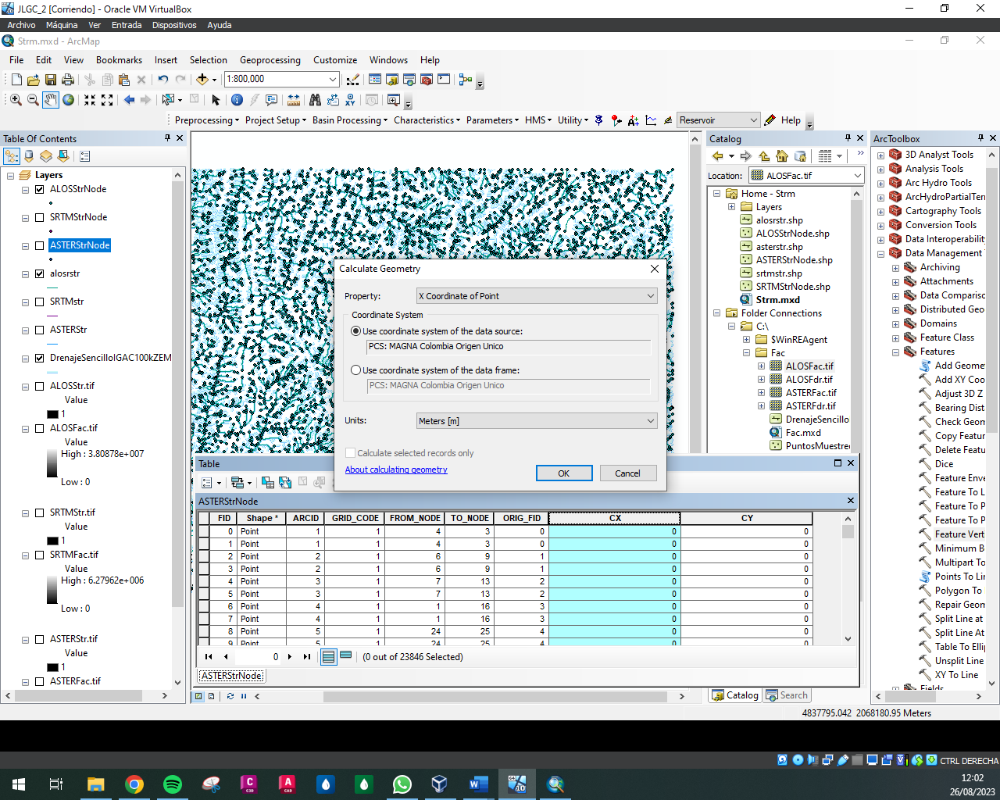 JLGC_2 [Corriendo] - Oracle VM VirtualBox
Archivo Máquina Ver Entrada Dispositivos Ayuda
Strm.mxd - ArcMap
File Edit View Bookmarks Insert Selection Geoprocessing Customize Windows Help
1:800,000
Preprocessing Project Setup Basin Processing Characteristics Parameters HMS Utility Reservoir Help
Table Of Contents
Layers
ALOSStrNode
SRTMStrNode
ASTERStrNode
alosrstr
SRTMstr
ASTERStr
DrenajeSencilloIGAC100kZEM
ALOSStr.tif
Value
1
ALOSFac.tif
Value
High : 3.80878e+007
Low : 0
SRTMStr.tif
Value
1
SRTMFac.tif
Value
High : 6.27962e+006
Low : 0
ASTERStr.tif
Value
1
ASTERFac.tif
Calculate Geometry
Property: X Coordinate of Point
Coordinate System
Use coordinate system of the data source:
PCS: MAGNA Colombia Origen Unico
Use coordinate system of the data frame:
PCS: MAGNA Colombia Origen Unico
Units: Meters [m]
Calculate selected records only
About calculating geometry
OK Cancel
Table
ASTERStrNode
FID Shape * ARCID GRID_CODE FROM_NODE TO_NODE ORIG_FID CX CY
0 Point 1 1 4 3 0 0 0
1 Point 1 1 4 3 0 0 0
2 Point 2 1 6 9 1 0 0
3 Point 2 1 6 9 1 0 0
4 Point 3 1 7 13 2 0 0
5 Point 3 1 7 13 2 0 0
6 Point 4 1 1 16 3 0 0
7 Point 4 1 1 16 3 0 0
8 Point 5 1 24 25 4 0 0
9 Point 5 1 24 25 4 0 0
0 (0 out of 23846 Selected)
ASTERStrNode
Catalog
Location: ALOSFac.tif
Home - Strm
Layers
alosrstr.shp
ALOSStrNode.shp
asterstr.shp
ASTERStrNode.shp
srtmstr.shp
SRTMStrNode.shp
Strm.mxd
Folder Connections
C:\
$WinREAgent
Fac
ALOSFac.tif
ALOSFdr.tif
ASTERFac.tif
ASTERFdr.tif
DrenajeSencillo
Fac.mxd
PuntosMuestre
Catalog Search
ArcToolbox
3D Analyst Tools
Analysis Tools
Arc Hydro Tools
ArcHydroPartialTerr
Cartography Tools
Conversion Tools
Data Interoperability
Data Management
Archiving
Attachments
Data Comparisc
Distributed Geo
Domains
Feature Class
Features
Add Geome
Add XY Coo
Adjust 3D Z
Bearing Dist
Check Geom
Copy Featur
Delete Featu
Dice
Feature Enve
Feature To L
Feature To P
Feature To P
Feature Vert
Minimum B
Multipart To
Points To Lin
Polygon To
Repair Geom
Split Line at
Split Line At
Table To Ellip
Unsplit Line
XY To Line
Fields
4837795.042 2068180.95 Meters
CTRL DERECHA
12:02
26/08/2023